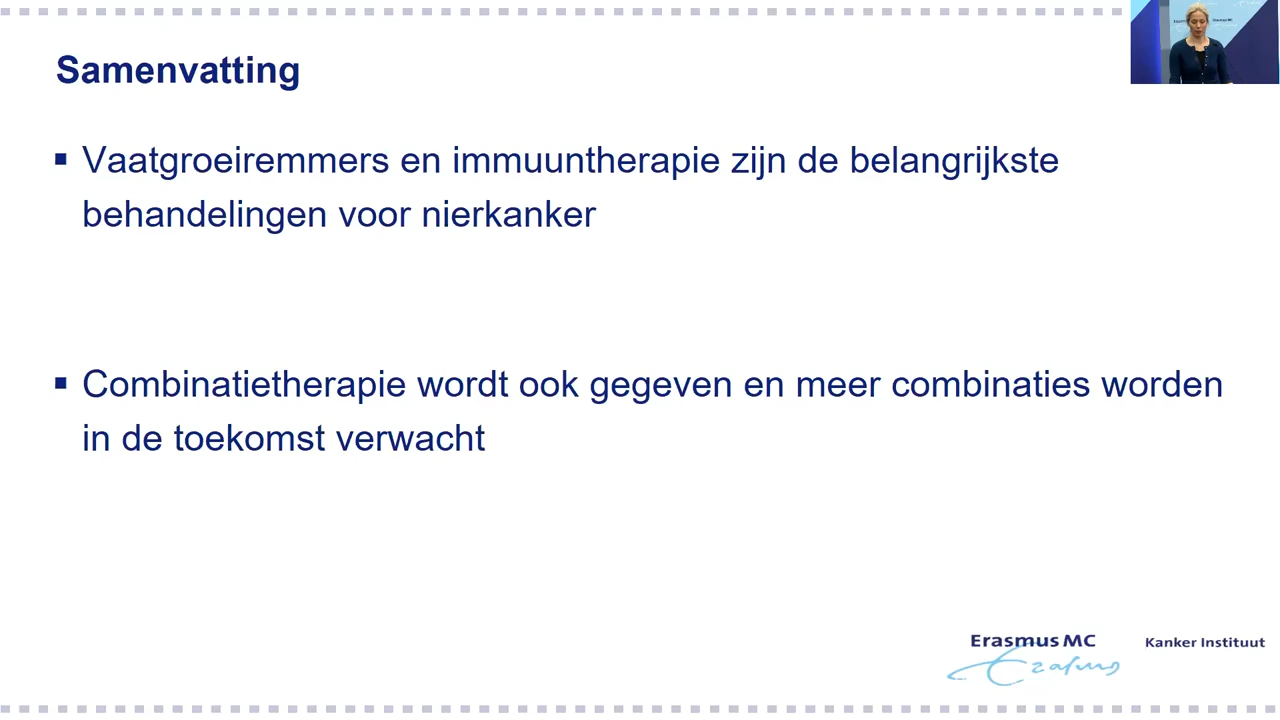 Samenvatting
▪ Vaatgroeiremmers en immuuntherapie zijn de belangrijkste
behandelingen voor nierkanker
▪ Combinatietherapie wordt ook gegeven en meer combinaties worden
in de toekomst verwacht
Erasmus MC
Erasmus
Kanker Instituut